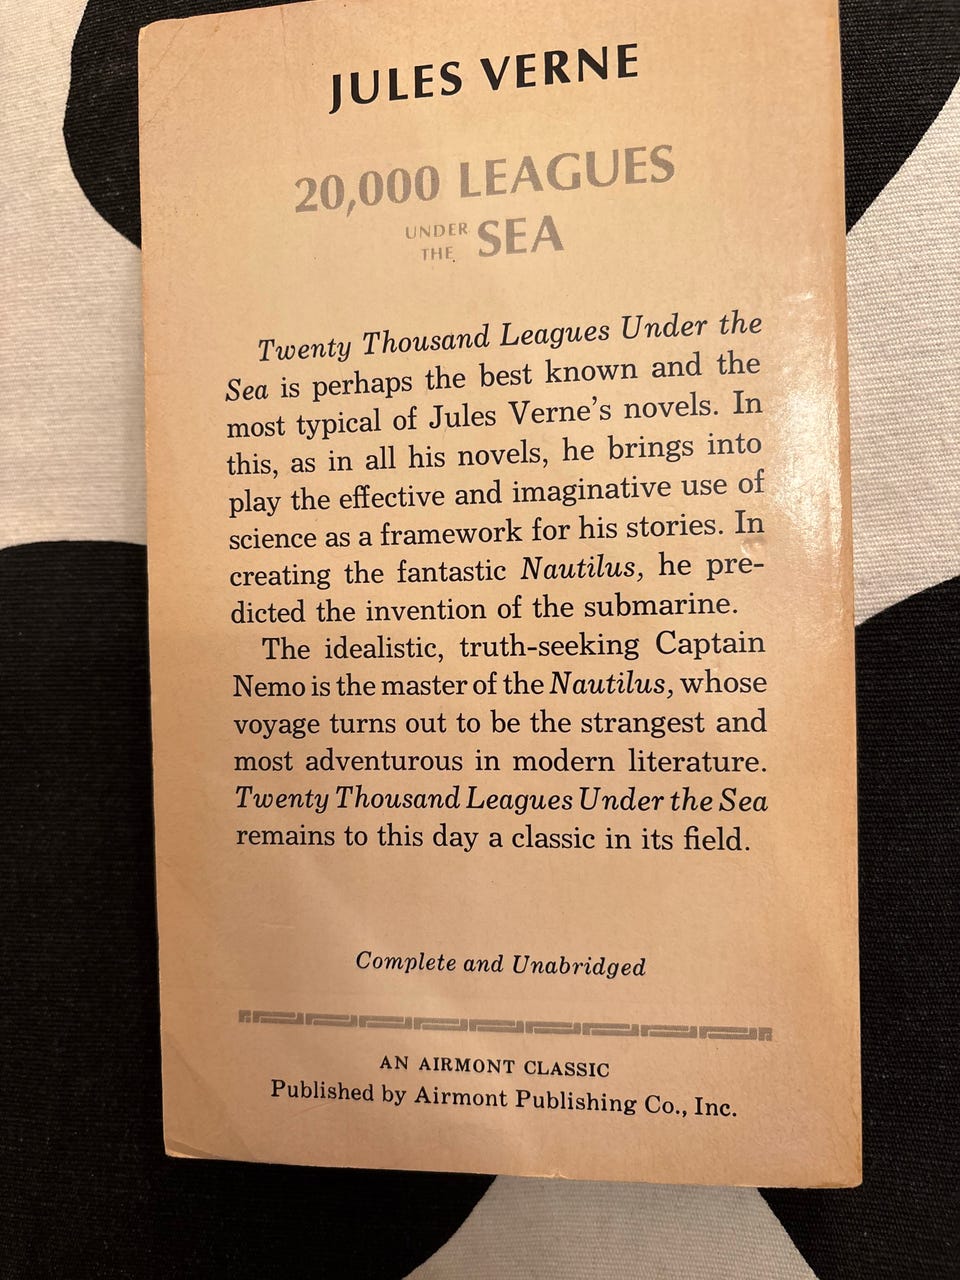 JULES VERNE
20,000 LEAGUES
UNDER
THE SEA
Twenty Thousand Leagues Under the
Sea is perhaps the best known and the
most typical of Jules Verne's novels. In
this, as in all his novels, he brings into
play the effective and imaginative use of
science as a framework for his stories. In
creating the fantastic Nautilus, he pre-
dicted the invention of the submarine.
The idealistic, truth-seeking Captain
Nemo is the master of the Nautilus, whose
voyage turns out to be the strangest and
most adventurous in modern literature.
Twenty Thousand Leagues Under the Sea
remains to this day a classic in its field.
Complete and Unabridged
AN AIRMONT CLASSIC
Published by Airmont Publishing Co., Inc.